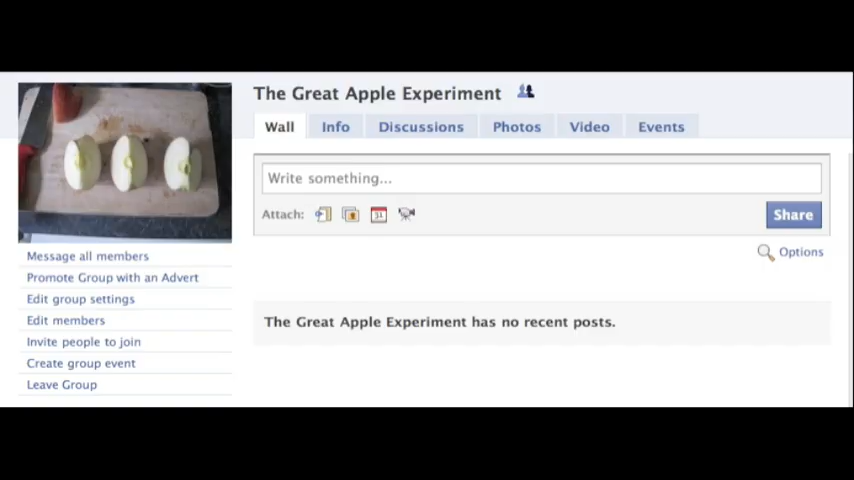 The Great Apple Experiment
Wall Info Discussions Photos Video Events
Write something...
Attach: 31 Share
Options
The Great Apple Experiment has no recent posts.
Message all members
Promote Group with an Advert
Edit group settings
Edit members
Invite people to join
Create group event
Leave Group